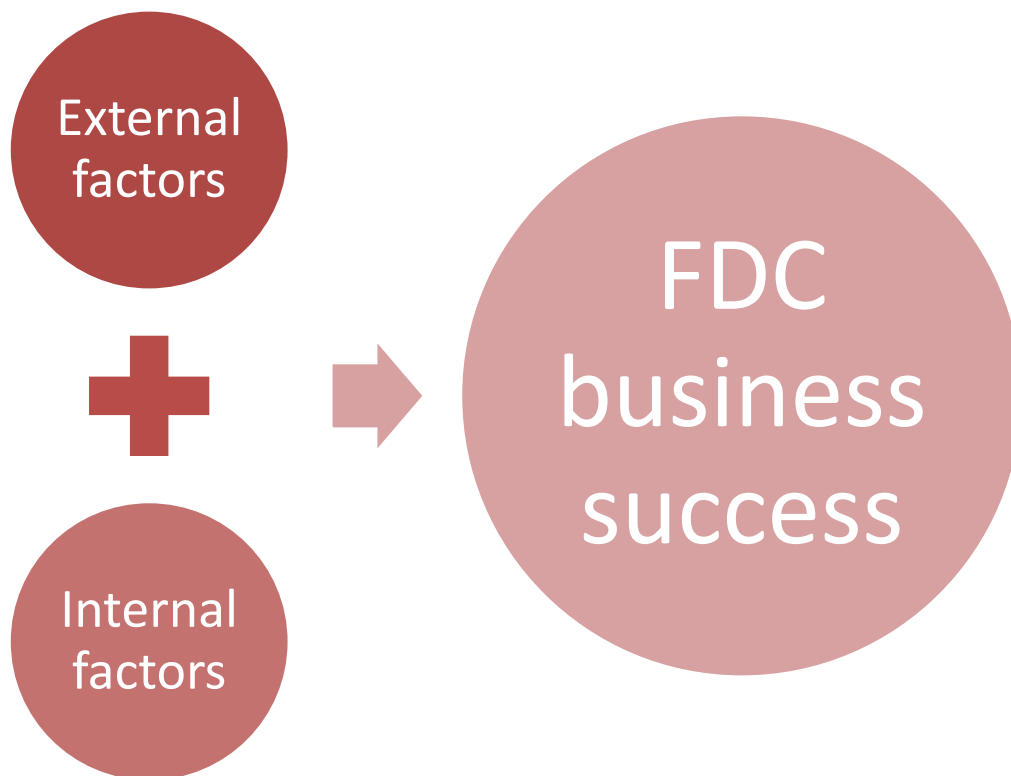 External
factors
Internal
factors
FDC
business
success